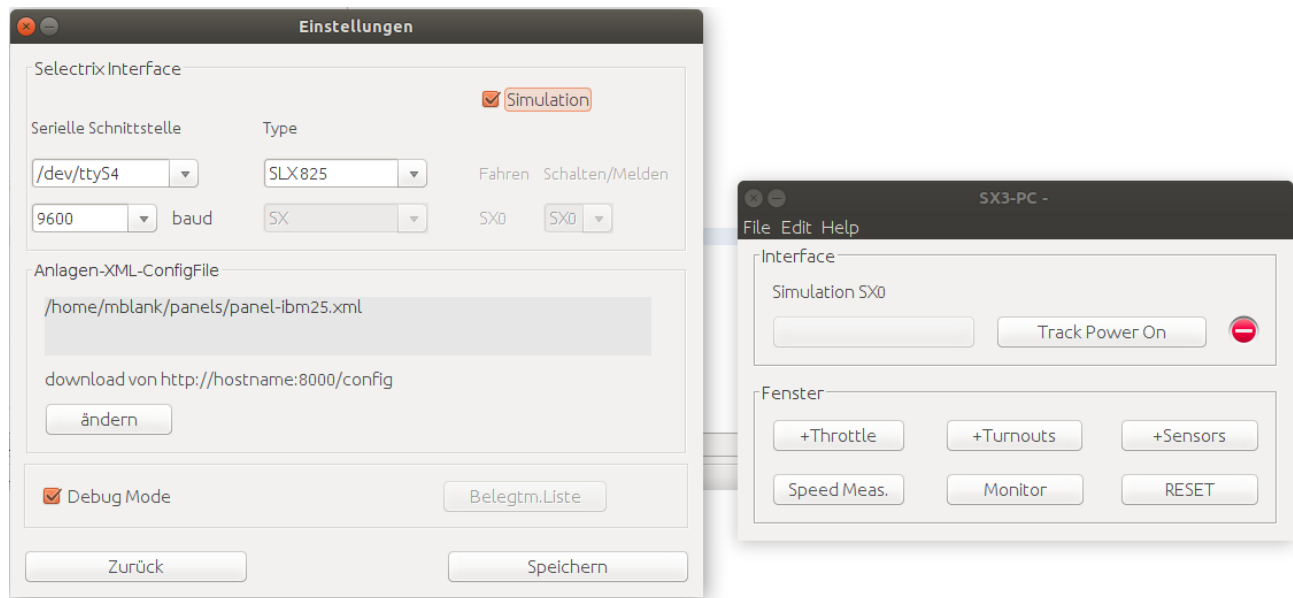 Einstellungen
Selectrix Interface
Simulation
Serielle Schnittstelle Type
/dev/ttyS4 SLX825 Fahren Schalten/Melden
9600 baud SX SX0 SX0
Anlagen-XML-ConfigFile
/home/mblank/panels/panel-ibm25.xml
download von http://hostname:8000/config
ändern
Debug Mode Belegtm.Liste
Zurück Speichern
SX3-PC -
File Edit Help
Interface
Simulation SX0
Track Power On
Fenster
+Throttle +Turnouts +Sensors
Speed Meas. Monitor RESET